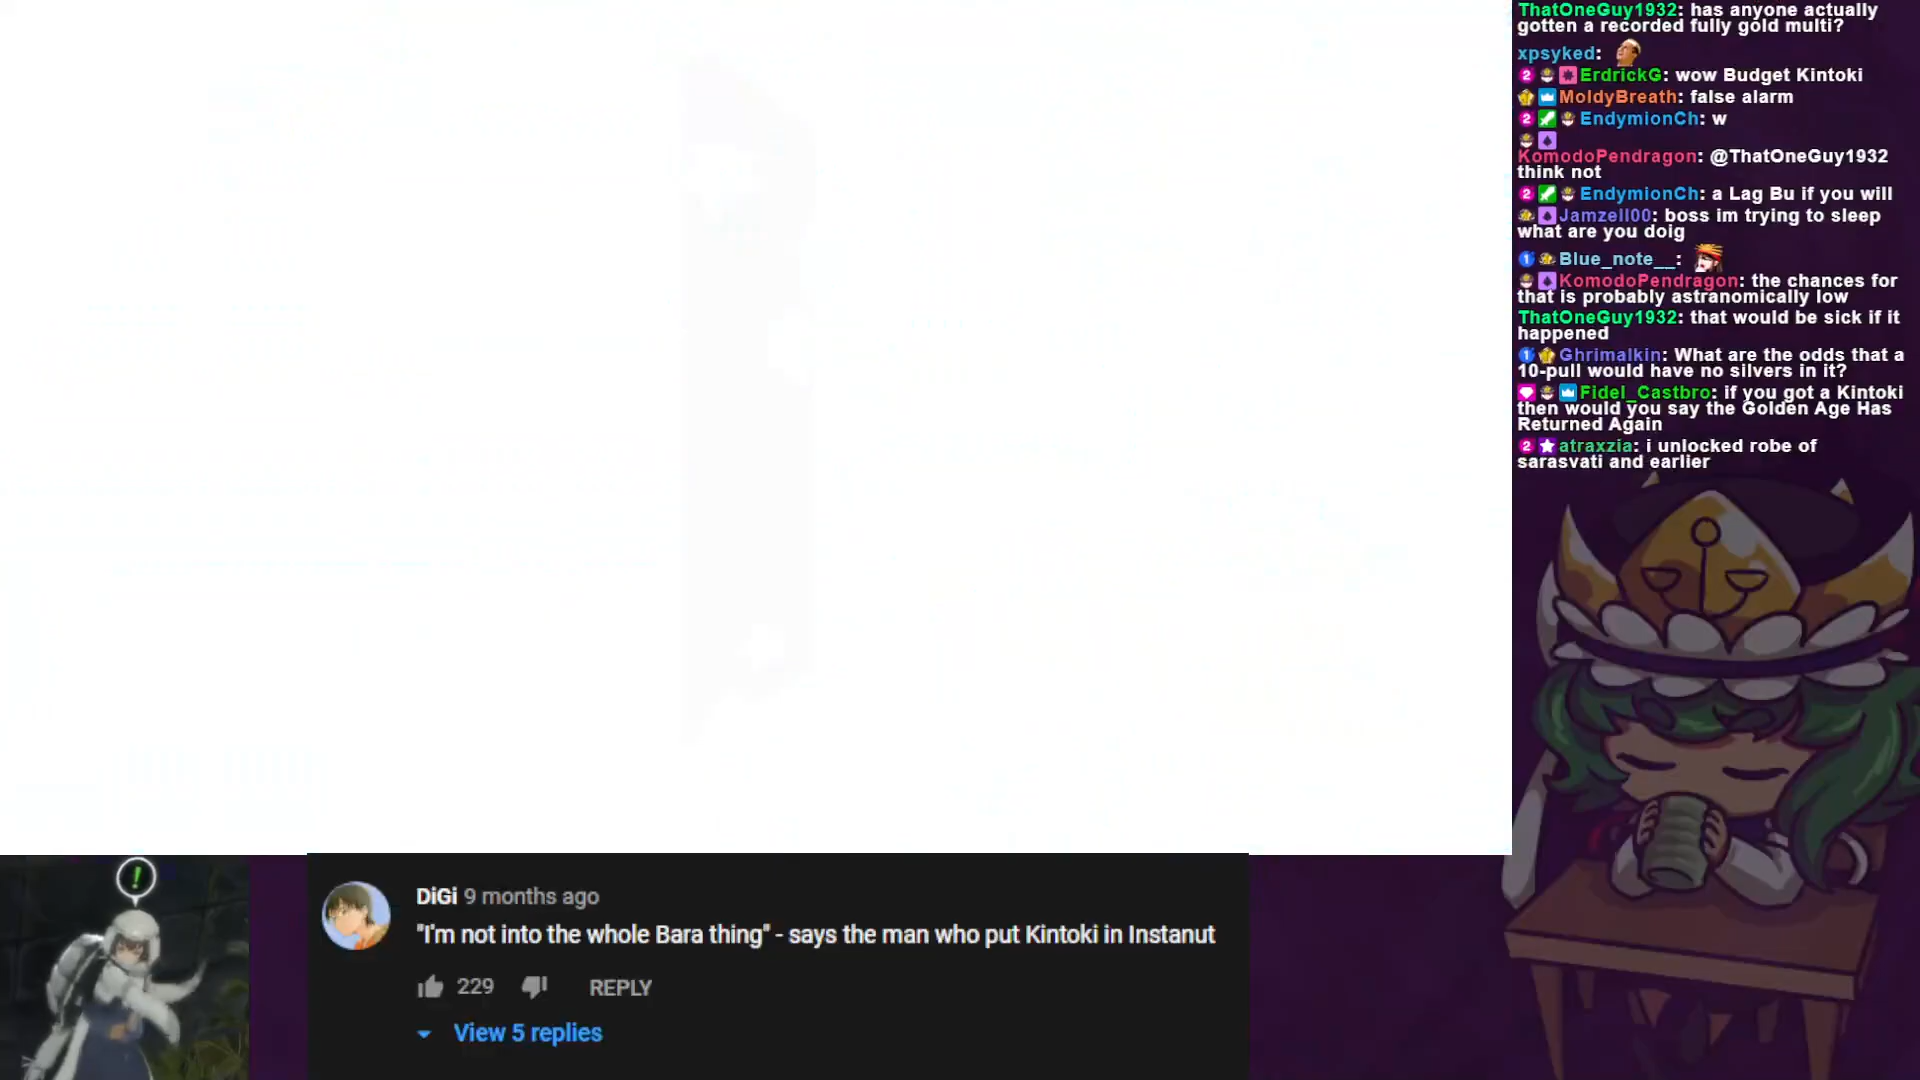 ThatOneGuy1932: has anyone actually
gotten a recorded fully gold multi?
xpsyked:
2 ErdrickG: wow Budget Kintoki
MoldyBreath: false alarm
2 EndymionCh: w
KomodoPendragon: @ThatOneGuy1932
think not
2 EndymionCh: a Lag Bu if you will
Jamzell00: boss im trying to sleep
what are you doig
1 Blue_note__:
KomodoPendragon: the chances for
that is probably astranomically low
ThatOneGuy1932: that would be sick if it
happened
1 Ghrimalkin: What are the odds that a
10-pull would have no silvers in it?
Fidel_Castbro: if you got a Kintoki
then would you say the Golden Age Has
Returned Again
2 atraxzia: i unlocked robe of
sarasvati and earlier
!
DiGi 9 months ago
"I'm not into the whole Bara thing" - says the man who put Kintoki in Instanut
229 REPLY
View 5 replies